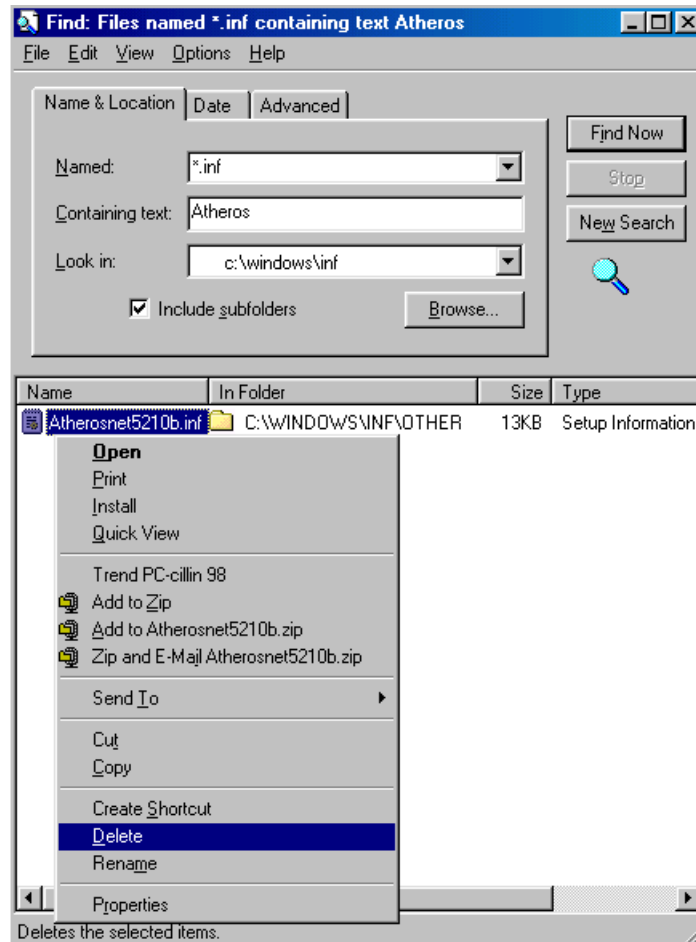 Find: Files named *.inf containing text Atheros
File Edit View Options Help
Name & Location Date Advanced
Find Now
Named: *.inf
Stop
Containing text: Atheros
New Search
Look in: c:\windows\inf
Include subfolders Browse...
Name In Folder Size Type
Atherosnet5210b.inf C:\WINDOWS\INF\OTHER 13KB Setup Information
Open
Print
Install
Quick View
Trend PC-cillin 98
Add to Zip
Add to Atherosnet5210b.zip
Zip and E-Mail Atherosnet5210b.zip
Send To
Cut
Copy
Create Shortcut
Delete
Rename
Properties
Deletes the selected items.